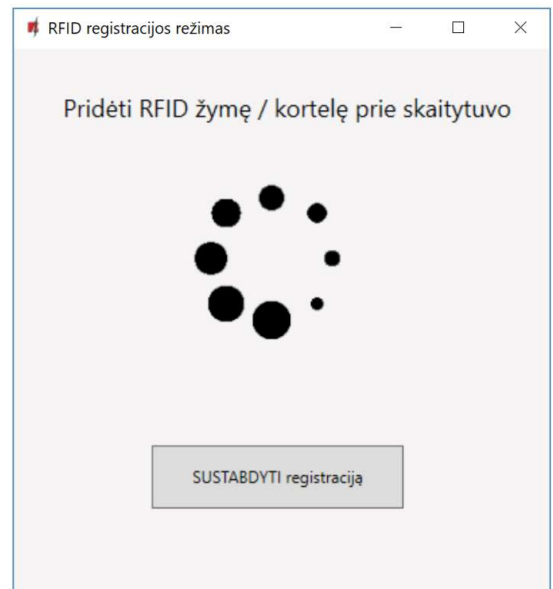 RFID registracijos režimas
Pridėti RFID žymę / kortelę prie skaitytuvo
SUSTABDYTI registraciją